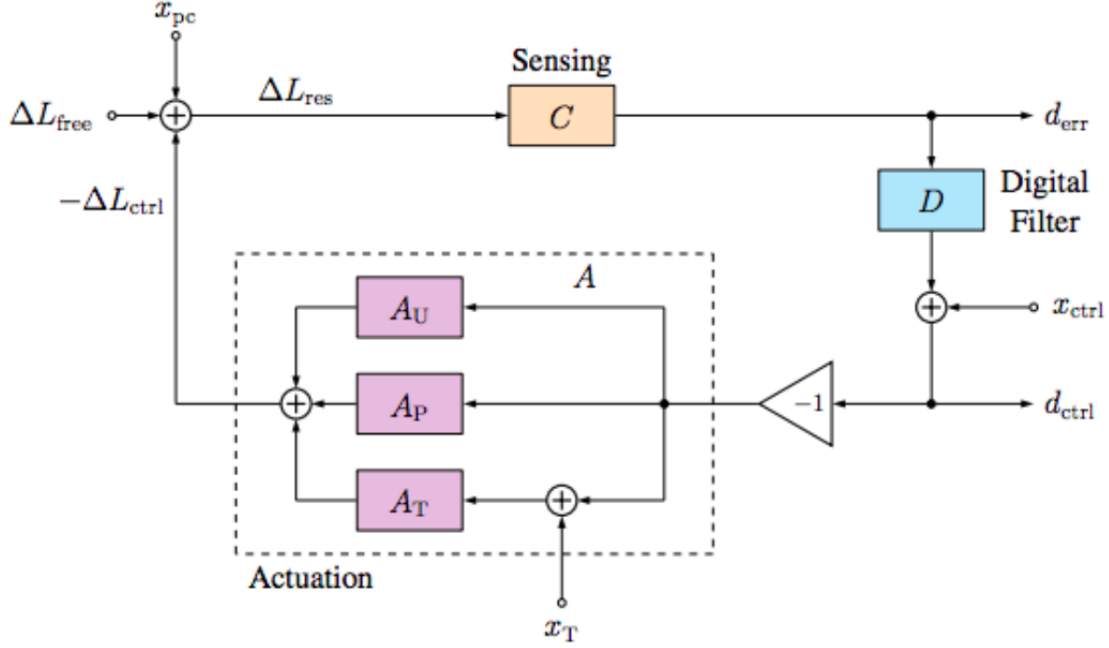 x_pc
Sensing
ΔL_free
+
ΔL_res
C
d_err
−ΔL_ctrl
D
Digital
Filter
A
A_U
+
x_ctrl
+
A_P
−1
d_ctrl
A_T
+
Actuation
x_T